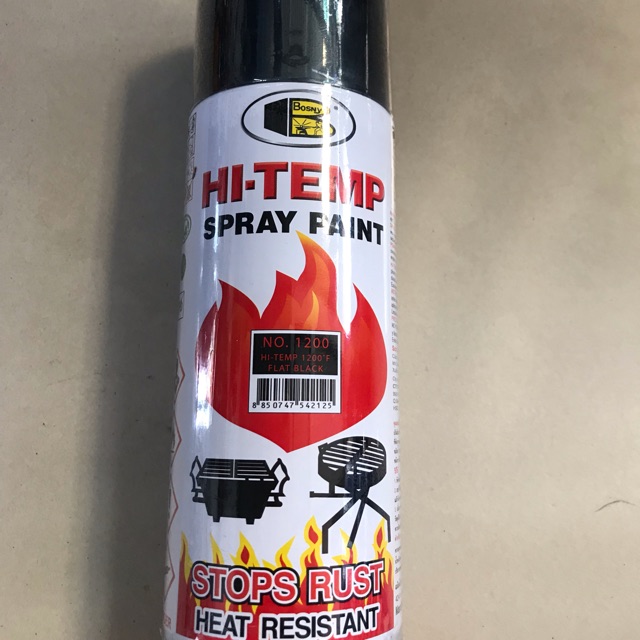 BOSNY
HI-TEMP
SPRAY PAINT
NO. 1200
HI-TEMP 1200°F
FLAT BLACK
8 850747 542125
STOPS RUST
HEAT RESISTANT